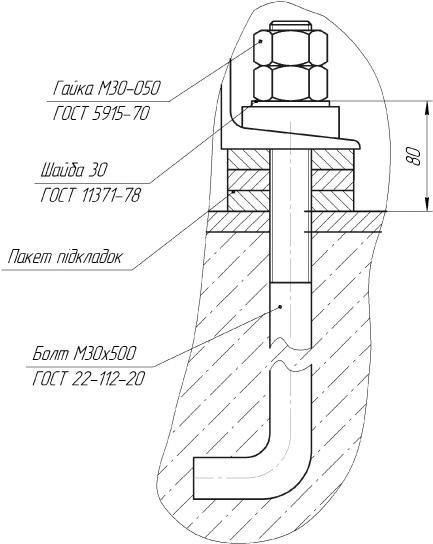 Гайка М30-050
ГОСТ 5915-70
Шайба 30
ГОСТ 11371-78
80
Пакет підкладок
Болт М30х500
ГОСТ 22-112-20